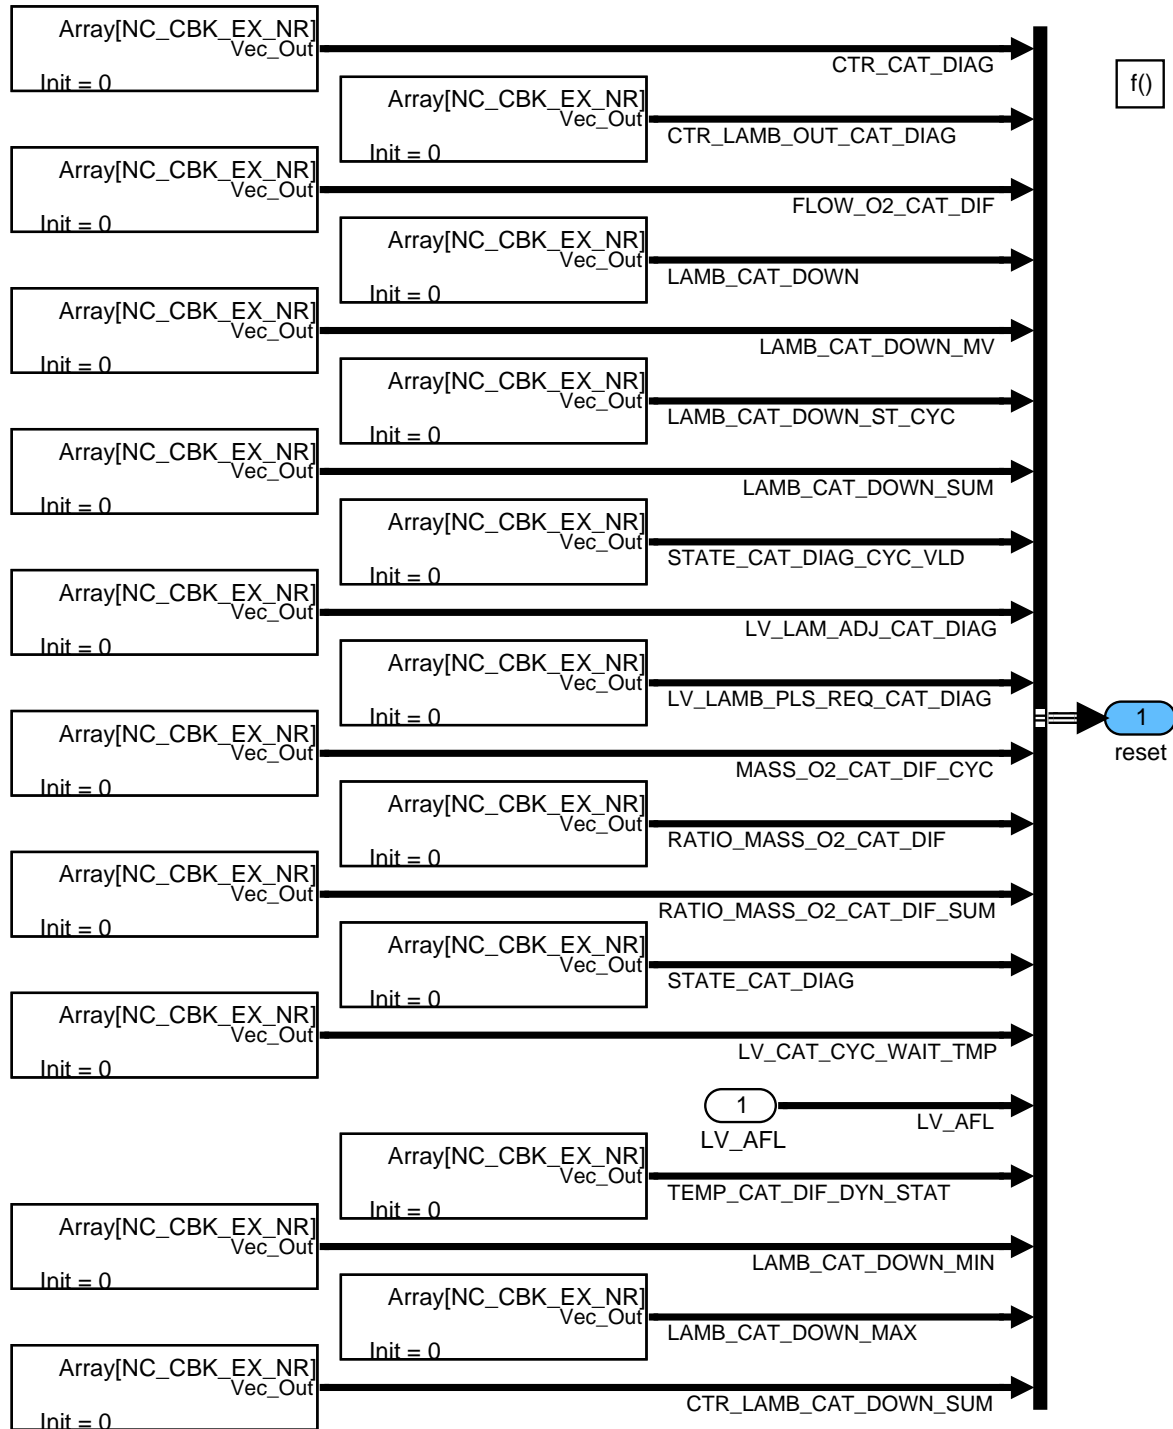 Array[NC_CBK_EX_NR]
Vec_Out
Init = 0
CTR_CAT_DIAG
f()
Array[NC_CBK_EX_NR]
Vec_Out
Init = 0
CTR_LAMB_OUT_CAT_DIAG
Array[NC_CBK_EX_NR]
Vec_Out
Init = 0
FLOW_O2_CAT_DIF
Array[NC_CBK_EX_NR]
Vec_Out
Init = 0
LAMB_CAT_DOWN
Array[NC_CBK_EX_NR]
Vec_Out
Init = 0
LAMB_CAT_DOWN_MV
Array[NC_CBK_EX_NR]
Vec_Out
Init = 0
LAMB_CAT_DOWN_ST_CYC
Array[NC_CBK_EX_NR]
Vec_Out
Init = 0
LAMB_CAT_DOWN_SUM
Array[NC_CBK_EX_NR]
Vec_Out
Init = 0
STATE_CAT_DIAG_CYC_VLD
Array[NC_CBK_EX_NR]
Vec_Out
Init = 0
LV_LAM_ADJ_CAT_DIAG
Array[NC_CBK_EX_NR]
Vec_Out
Init = 0
LV_LAMB_PLS_REQ_CAT_DIAG
1
reset
Array[NC_CBK_EX_NR]
Vec_Out
Init = 0
MASS_O2_CAT_DIF_CYC
Array[NC_CBK_EX_NR]
Vec_Out
Init = 0
RATIO_MASS_O2_CAT_DIF
Array[NC_CBK_EX_NR]
Vec_Out
Init = 0
RATIO_MASS_O2_CAT_DIF_SUM
Array[NC_CBK_EX_NR]
Vec_Out
Init = 0
STATE_CAT_DIAG
Array[NC_CBK_EX_NR]
Vec_Out
Init = 0
LV_CAT_CYC_WAIT_TMP
1
LV_AFL
LV_AFL
Array[NC_CBK_EX_NR]
Vec_Out
Init = 0
TEMP_CAT_DIF_DYN_STAT
Array[NC_CBK_EX_NR]
Vec_Out
Init = 0
LAMB_CAT_DOWN_MIN
Array[NC_CBK_EX_NR]
Vec_Out
Init = 0
LAMB_CAT_DOWN_MAX
Array[NC_CBK_EX_NR]
Vec_Out
Init = 0
CTR_LAMB_CAT_DOWN_SUM